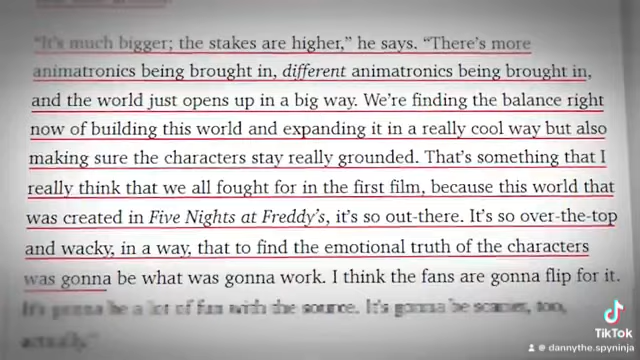 "It's much bigger; the stakes are higher," he says. "There's more
animatronics being brought in, different animatronics being brought in,
and the world just opens up in a big way. We're finding the balance right
now of building this world and expanding it in a really cool way but also
making sure the characters stay really grounded. That's something that I
really think that we all fought for in the first film, because this world that
was created in Five Nights at Freddy's, it's so out-there. It's so over-the-top
and wacky, in a way, that to find the emotional truth of the characters
was gonna be what was gonna work. I think the fans are gonna flip for it.
It's gonna be a lot of fun with the source. It's gonna be scarier, too,
actually."
TikTok
@ dannythe.spyninja